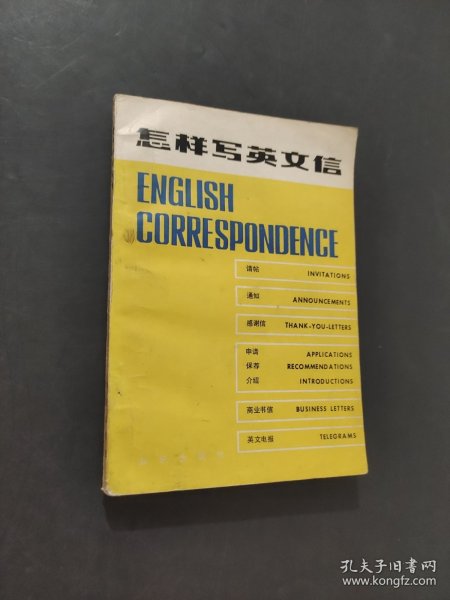 怎样写英文信
ENGLISH
CORRESPONDENCE
请帖 INVITATIONS
通知 ANNOUNCEMENTS
感谢信 THANK-YOU-LETTERS
申请 APPLICATIONS
保荐 RECOMMENDATIONS
介绍 INTRODUCTIONS
商业书信 BUSINESS LETTERS
英文电报 TELEGRAMS
孔夫子旧书网
www.kongfz.com